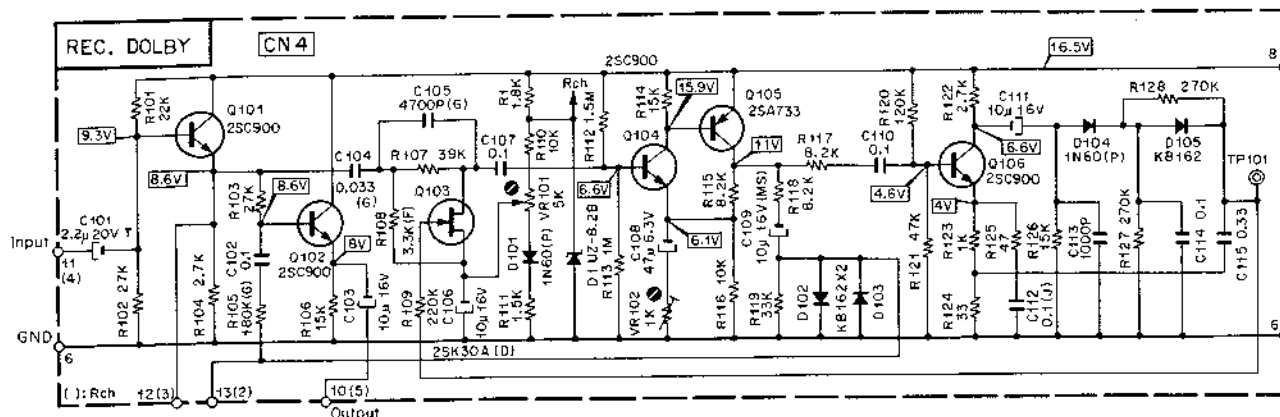 REC. DOLBY
CN 4
16.5V
8
R101
22K
Q101
2SC900
9.3V
8.6V
C101
2.2μ 20V T
Input
11
(4)
R102 27K
R104 2.7K
R103
27K
8.6V
C102
0.1
R105
180K(G)
Q102
2SC900
8V
R106
15K
C103
10μ 16V
C104
0.033
(G)
C105
4700P(G)
R107 39K
R108
3.3K(F)
Q103
R109
220K
C106
10μ 16V
2SK30A(D)
C107
0.1
R1
1.8K
R110
10K
Rch
VR101
5K
D101
1N60(P)
R111
1.5K
D1 UZ-8.2B
R112 1.5M
R113 1M
2SC900
R114
15K
15.9V
Q104
6.6V
C108
47μ 6.3V
6.1V
VR102
1K
Q105
2SA733
11V
R115
8.2K
R116 10K
R117
8.2K
R118
8.2K
C109
10μ 16V(MS)
R119
33K
D102
KB162X2
D103
C110
0.1
R120
120K
4.6V
R121 47K
R122
2.7K
6.6V
Q106
2SC900
4V
R123
1K
R124
33
R125
47
C112
0.1(J)
C111
10μ 16V
R126
15K
C113
1000P
D104
1N60(P)
R128 270K
D105
KB162
R127 270K
C114 0.1
C115 0.33
TP101
GND
6
6
( ): Rch
12(3)
13(2)
10(5)
Output